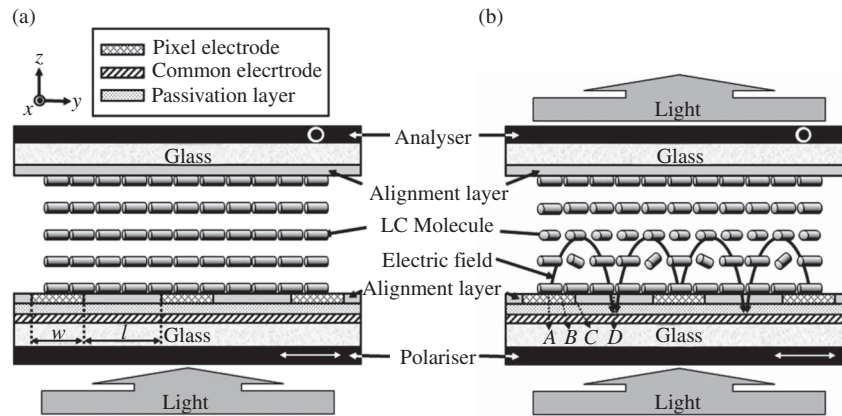 (a)
Pixel electrode
Common elecrtrode
Passivation layer
z
x
y
(b)
Light
Analyser
Glass
Glass
Alignment layer
LC Molecule
Electric field
Alignment layer
w
l
A B C D
Glass
Glass
Polariser
Light
Light